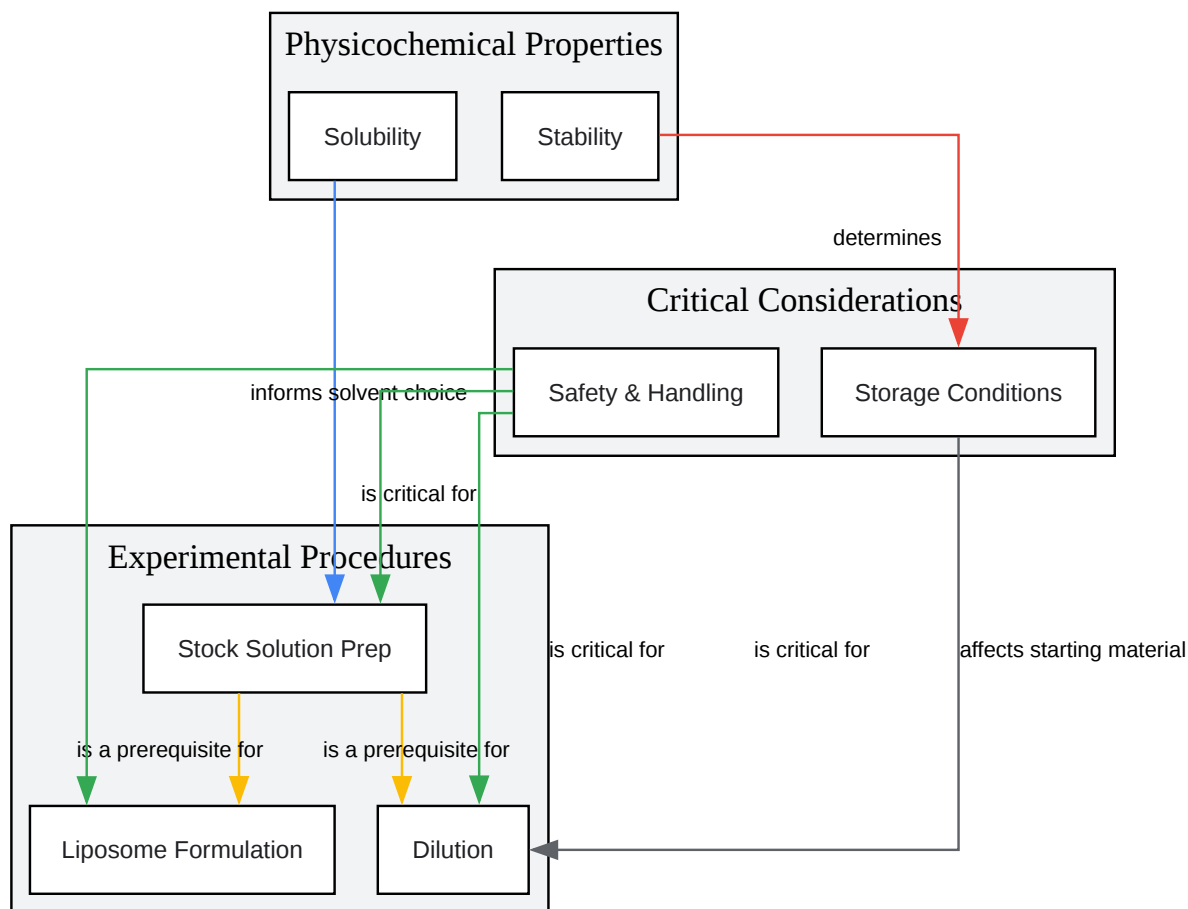 Physicochemical Properties
Solubility
Stability
determines
Critical Considerations
Safety & Handling
Storage Conditions
informs solvent choice
is critical for
Experimental Procedures
Stock Solution Prep
is critical for
is critical for
affects starting material
is a prerequisite for
is a prerequisite for
Liposome Formulation
Dilution